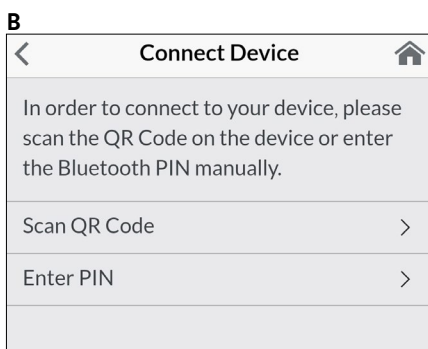 B
Connect Device
In order to connect to your device, please
scan the QR Code on the device or enter
the Bluetooth PIN manually.
Scan QR Code
Enter PIN